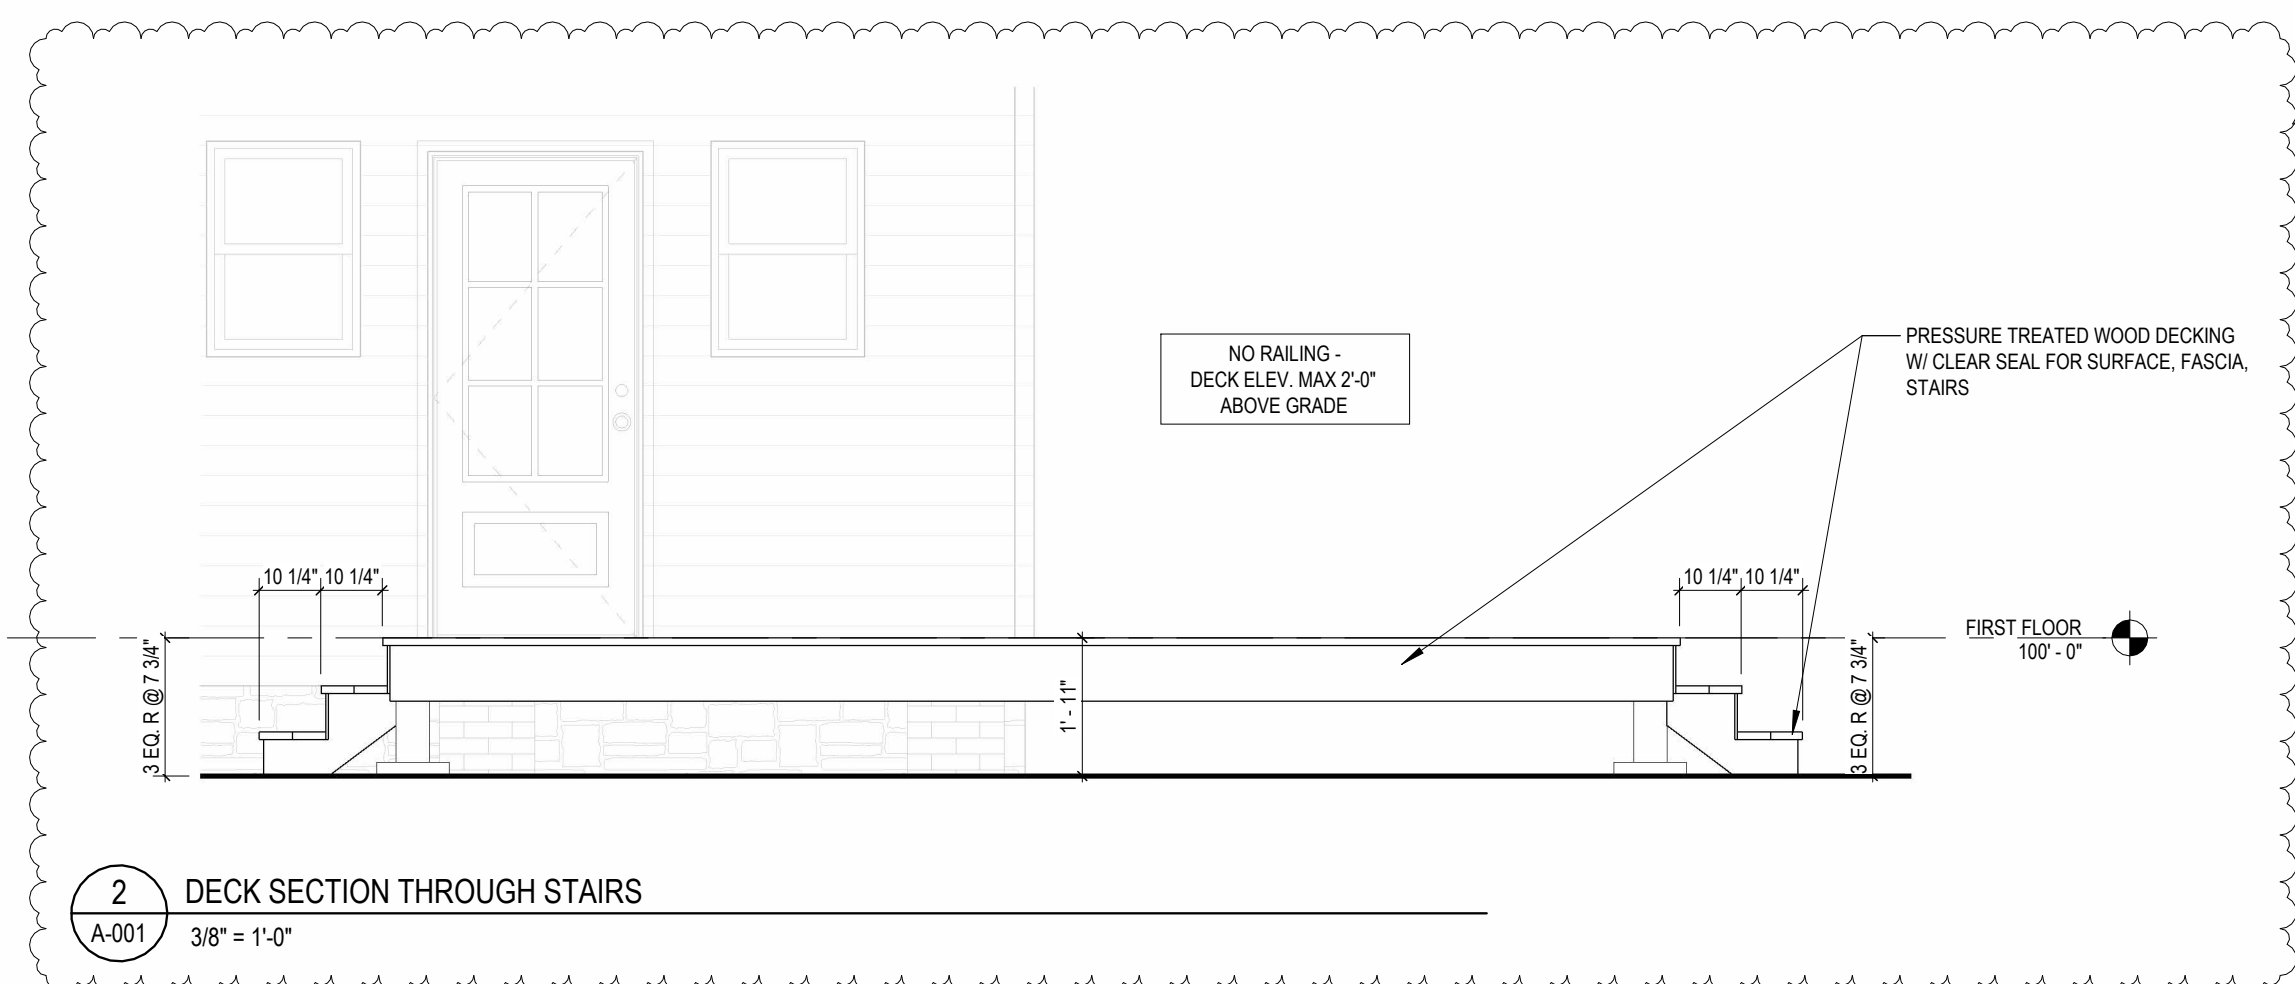 NO RAILING -
DECK ELEV. MAX 2'-0"
ABOVE GRADE
PRESSURE TREATED WOOD DECKING
W/ CLEAR SEAL FOR SURFACE, FASCIA,
STAIRS
10 1/4" 10 1/4"
10 1/4" 10 1/4"
3 EQ. R @ 7 3/4"
1' - 11"
3 EQ. R @ 7 3/4"
FIRST FLOOR
100' - 0"
2
A-001
DECK SECTION THROUGH STAIRS
3/8" = 1'-0"